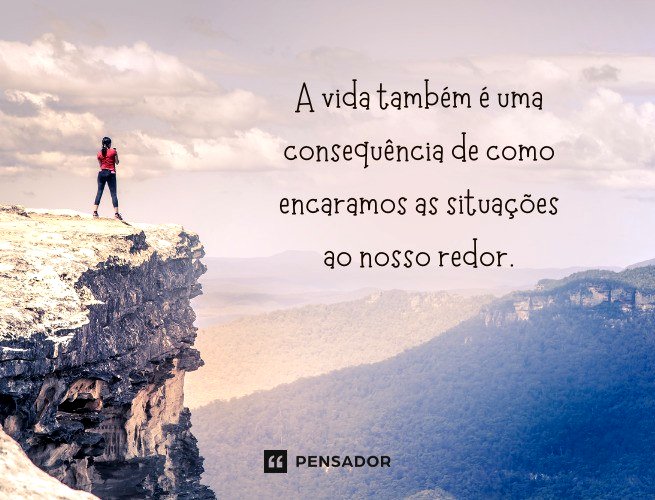 A vida também é uma
consequência de como
encaramos as situações
ao nosso redor.
PENSADOR